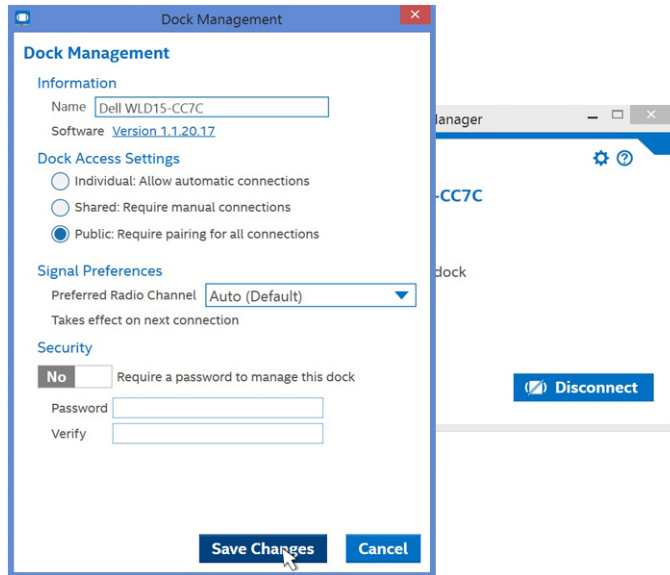 Dock Management
Dock Management
Information
Name Dell WLD15-CC7C
Software Version 1.1.20.17
Dock Access Settings
Individual: Allow automatic connections
Shared: Require manual connections
Public: Require pairing for all connections
Signal Preferences
Preferred Radio Channel Auto (Default)
Takes effect on next connection
Security
No Require a password to manage this dock
Password
Verify
Save Changes Cancel
anager
-CC7C
dock
Disconnect